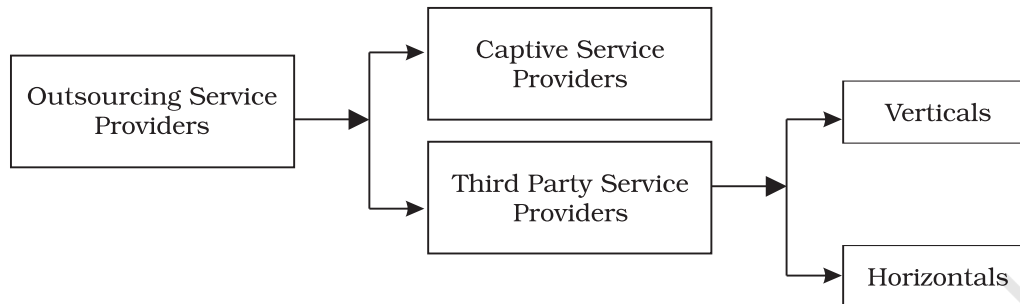 Outsourcing Service
Providers
Captive Service
Providers
Third Party Service
Providers
Verticals
Horizontals